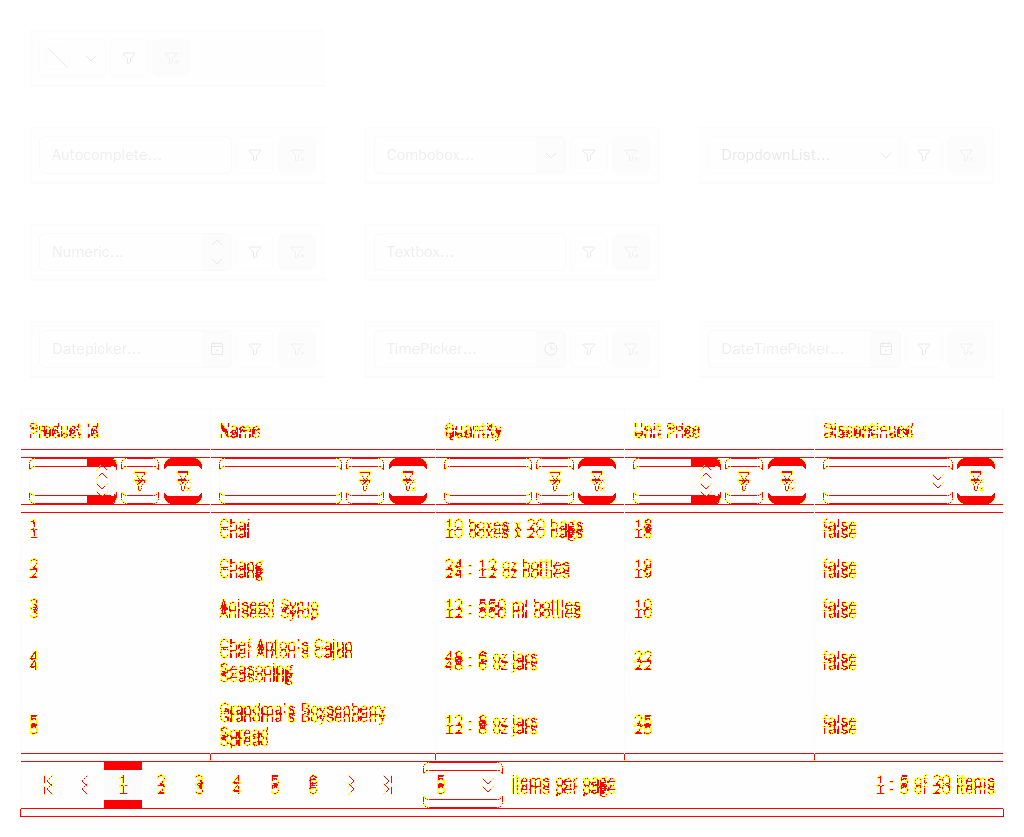 Autocomplete...
Combobox...
DropdownList...
Numeric...
Textbox...
Datepicker...
TimePicker...
DateTimePicker...
Product Id Name Quantity Unit Price Discontinued
1 Chai 10 boxes x 20 bags 18 false
2 Chang 24 - 12 oz bottles 19 false
3 Aniseed Syrup 12 - 550 ml bottles 10 false
4 Chef Anton's Cajun Seasoning 48 - 6 oz jars 22 false
5 Grandma's Boysenberry Spread 12 - 8 oz jars 25 false
1 2 3 4 5 6 5 items per page 1 - 5 of 20 items